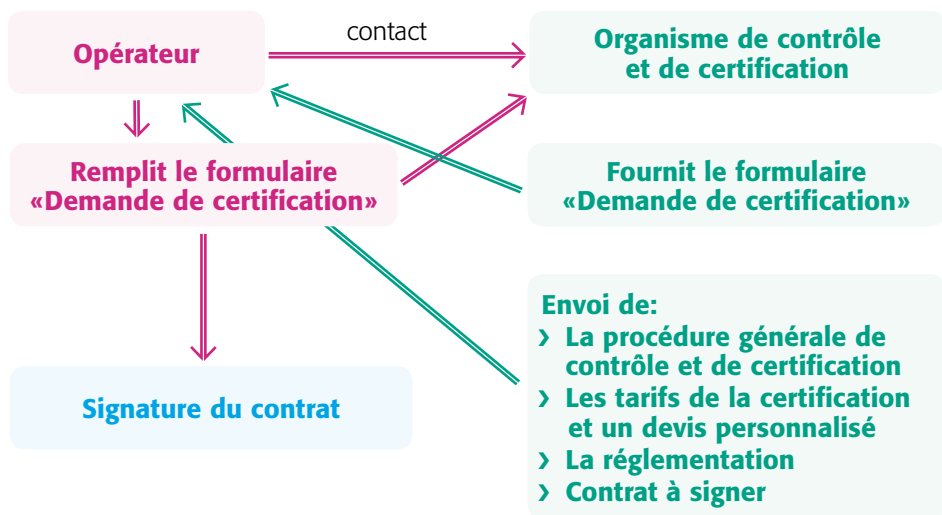 Opérateur
contact
Organisme de contrôle
et de certification
Remplit le formulaire
«Demande de certification»
Fournit le formulaire
«Demande de certification»
Signature du contrat
Envoi de:
› La procédure générale de
contrôle et de certification
› Les tarifs de la certification
et un devis personnalisé
› La réglementation
› Contrat à signer